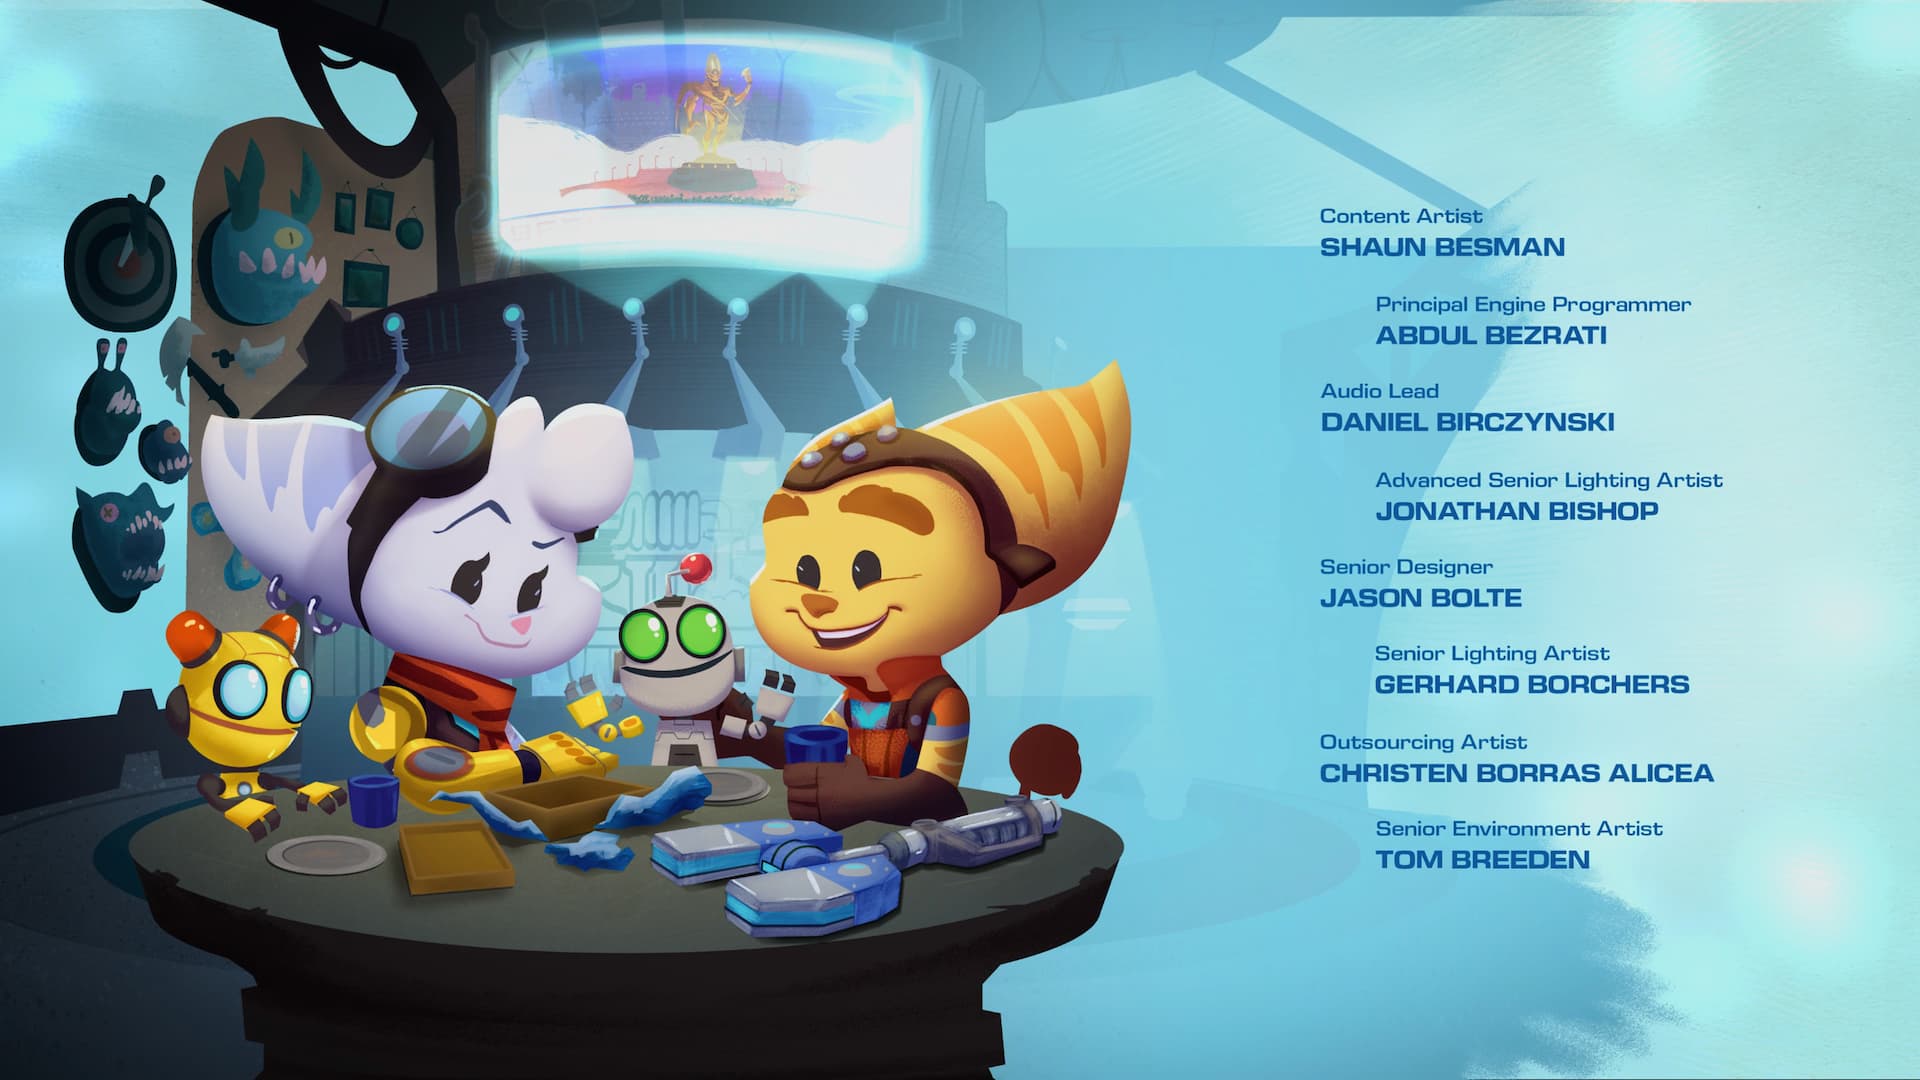 Content Artist
SHAUN BESMAN
Principal Engine Programmer
ABDUL BEZRATI
Audio Lead
DANIEL BIRCZYNSKI
Advanced Senior Lighting Artist
JONATHAN BISHOP
Senior Designer
JASON BOLTE
Senior Lighting Artist
GERHARD BORCHERS
Outsourcing Artist
CHRISTEN BORRAS ALICEA
Senior Environment Artist
TOM BREEDEN